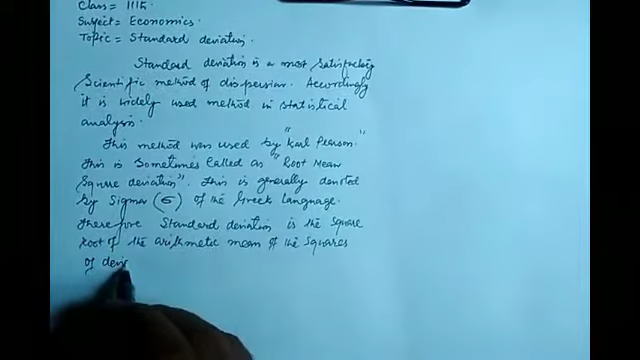 Class = 11th.
Subject = Economics.
Topic = Standard deviation.
Standard deviation is a most Satisfactory
Scientific method of dispersion. Accordingly
it is widely used method in statistical
analysis.
This method was used by "Karl Pearson."
This is Sometimes Called as "Root Mean
Square deviation". This is generally denoted
by Sigma (σ) of the Greek Language.
Therefore Standard deviation is the Square
Root of the arithmetic mean of the Squares
Of devi